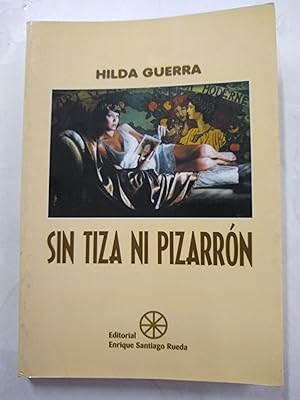 HILDA GUERRA
MODERNE
SIN TIZA NI PIZARRÓN
Editorial
Enrique Santiago Rueda